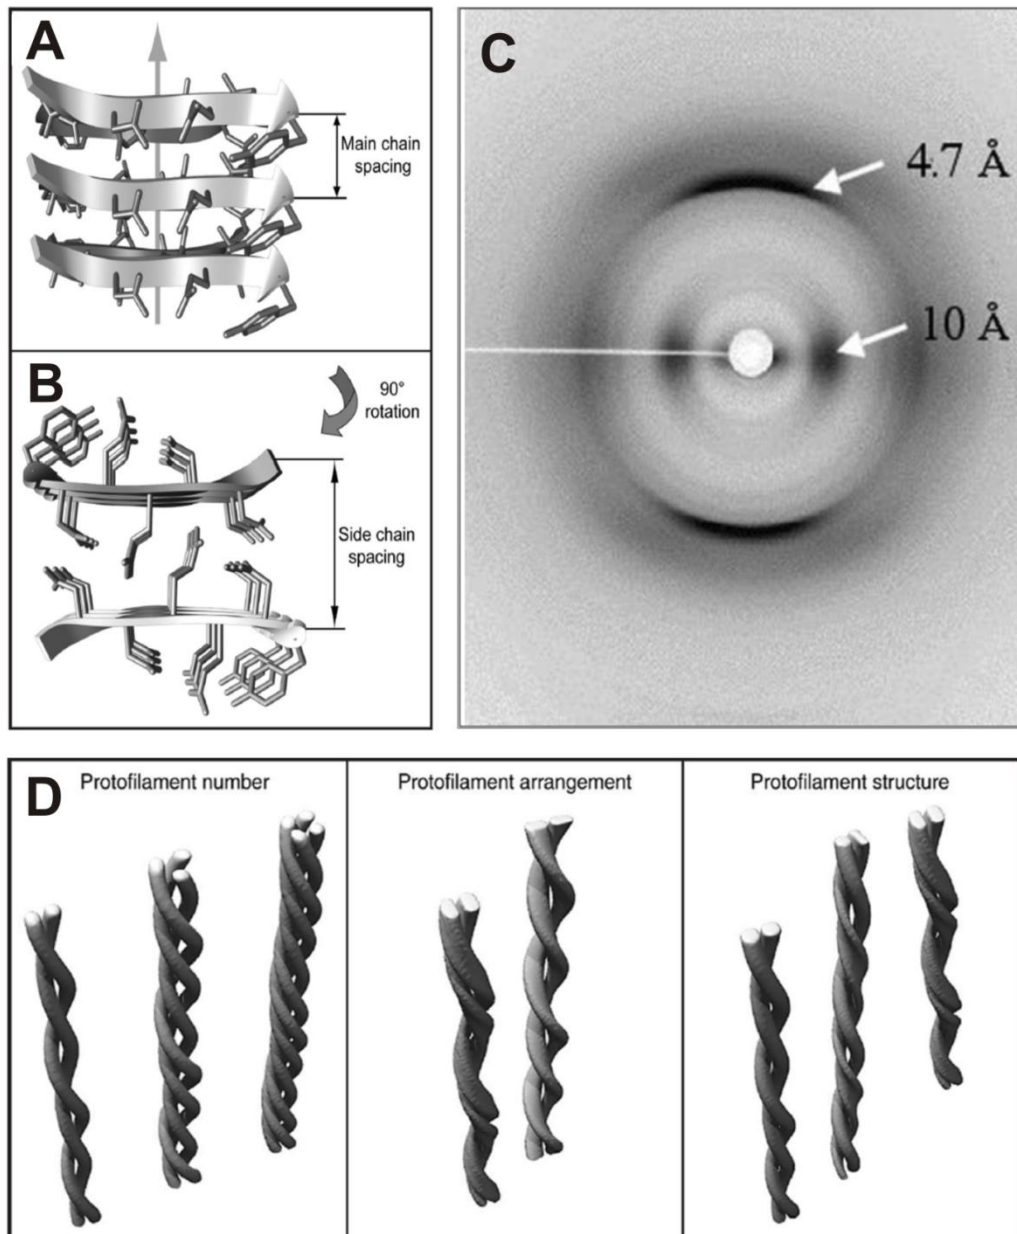 A
Main chain
spacing
B
90°
rotation
Side chain
spacing
C
4.7 Å
10 Å
D
Protofilament number
Protofilament arrangement
Protofilament structure